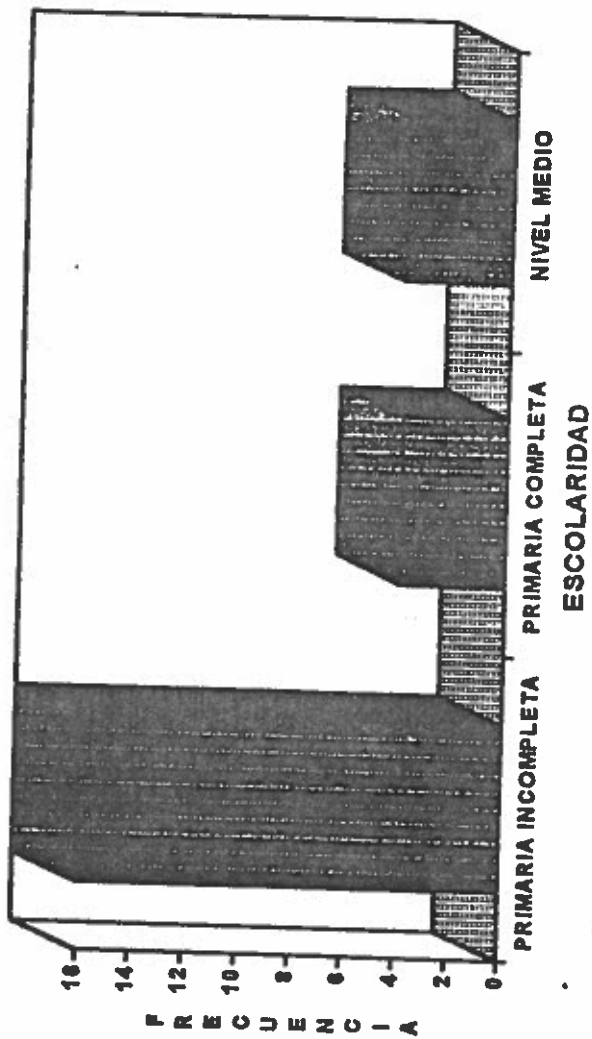 FRECUENCIA
16
14
12
10
8
6
4
2
0
PRIMARIA INCOMPLETA
PRIMARIA COMPLETA
NIVEL MEDIO
ESCOLARIDAD